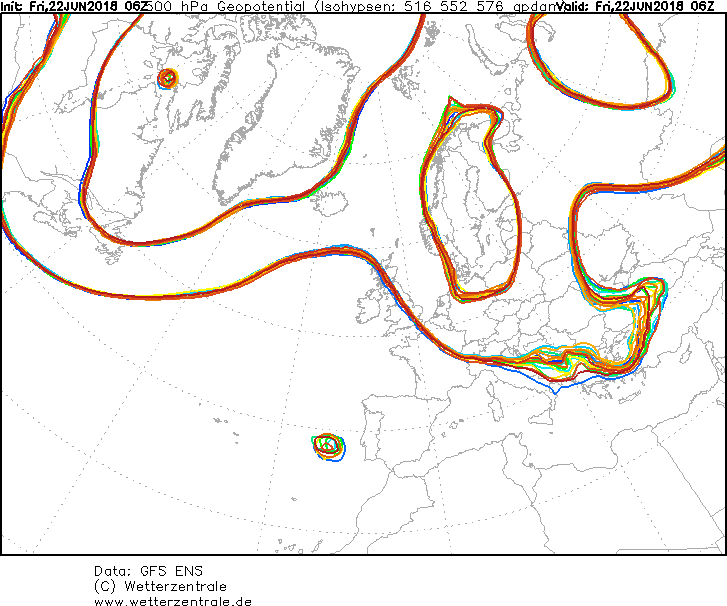 Init: Fri,22JUN2018 06Z 500 hPa Geopotential (Isohypsen: 516 552 576 gpdam Valid: Fri,22JUN2018 06Z
Data: GFS ENS
(C) Wetterzentrale
www.wetterzentrale.de